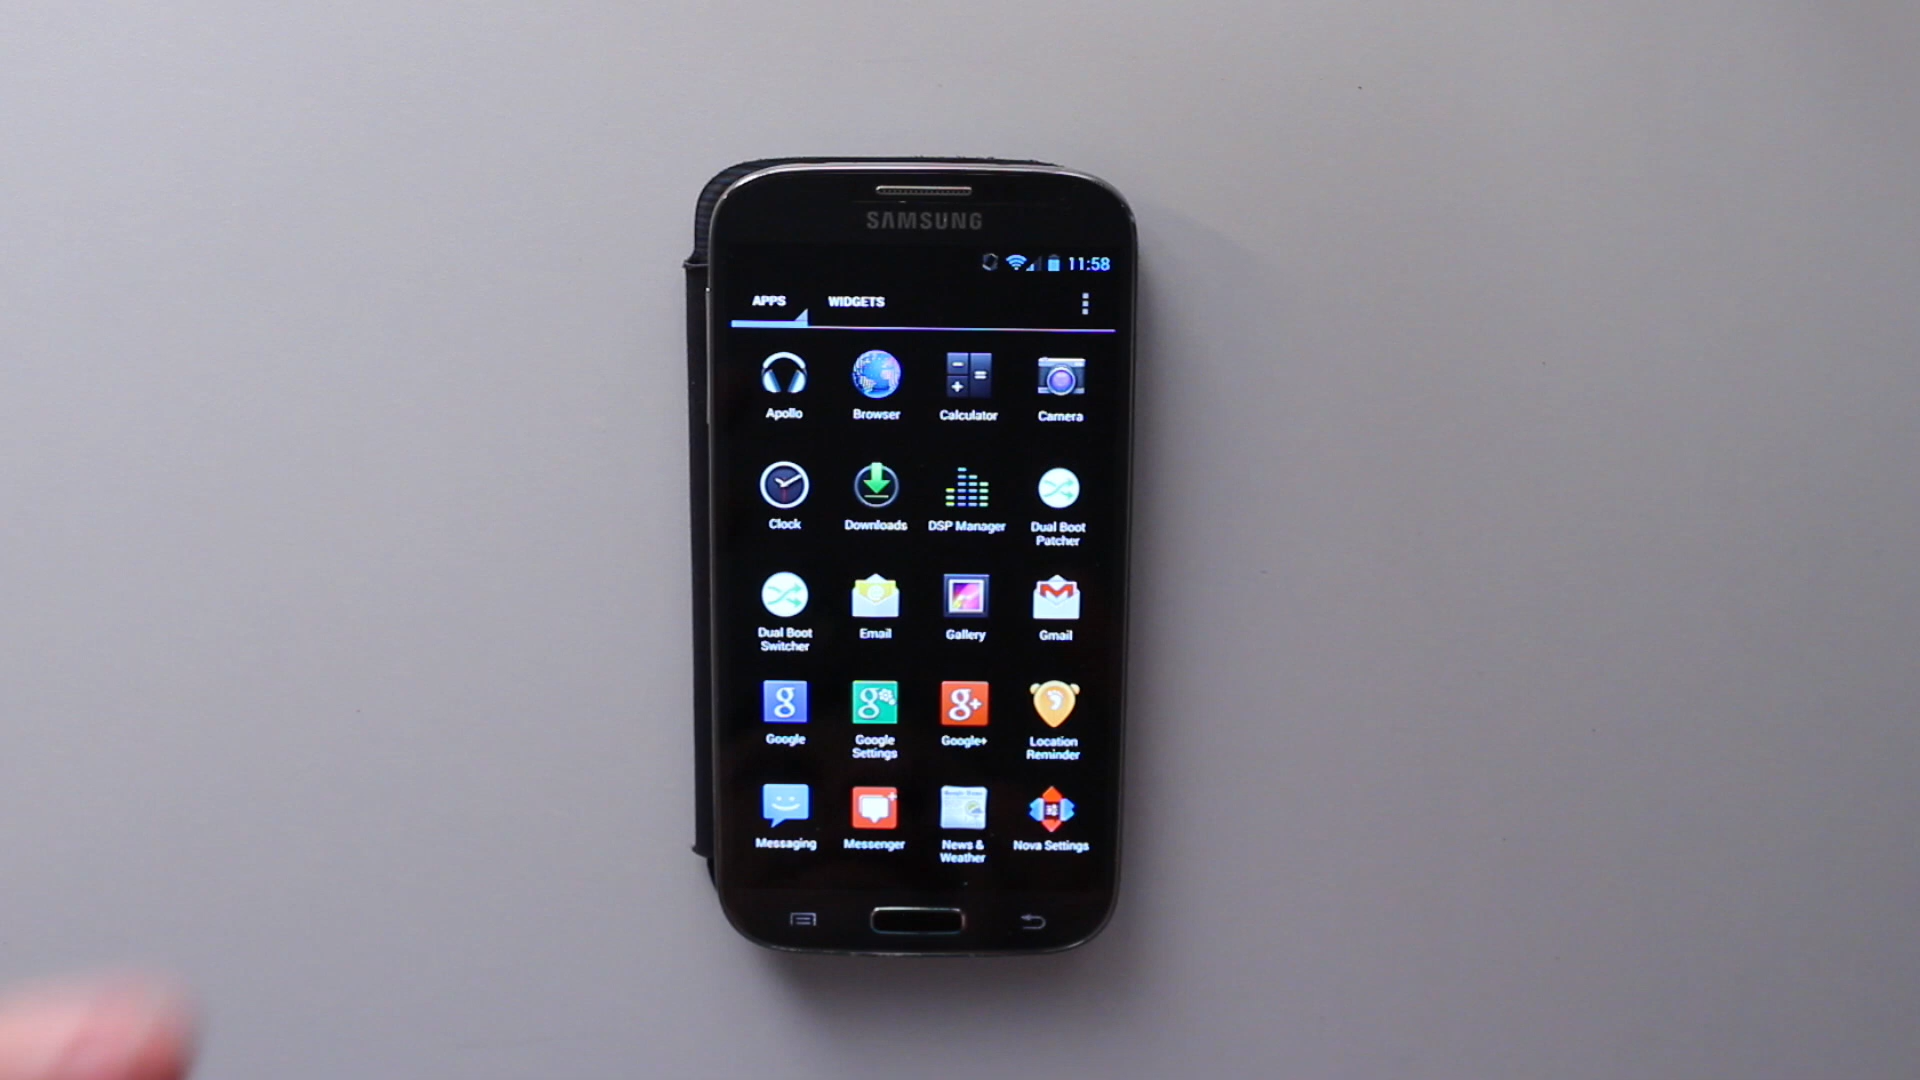 SAMSUNG
11:58
APPS WIDGETS
Apollo Browser Calculator Camera
Clock Downloads DSP Manager Dual Boot
Patcher
Dual Boot Email Gallery Gmail
Switcher
Google Google Google+ Location
Settings Reminder
Messaging Messenger News & Nova Settings
Weather